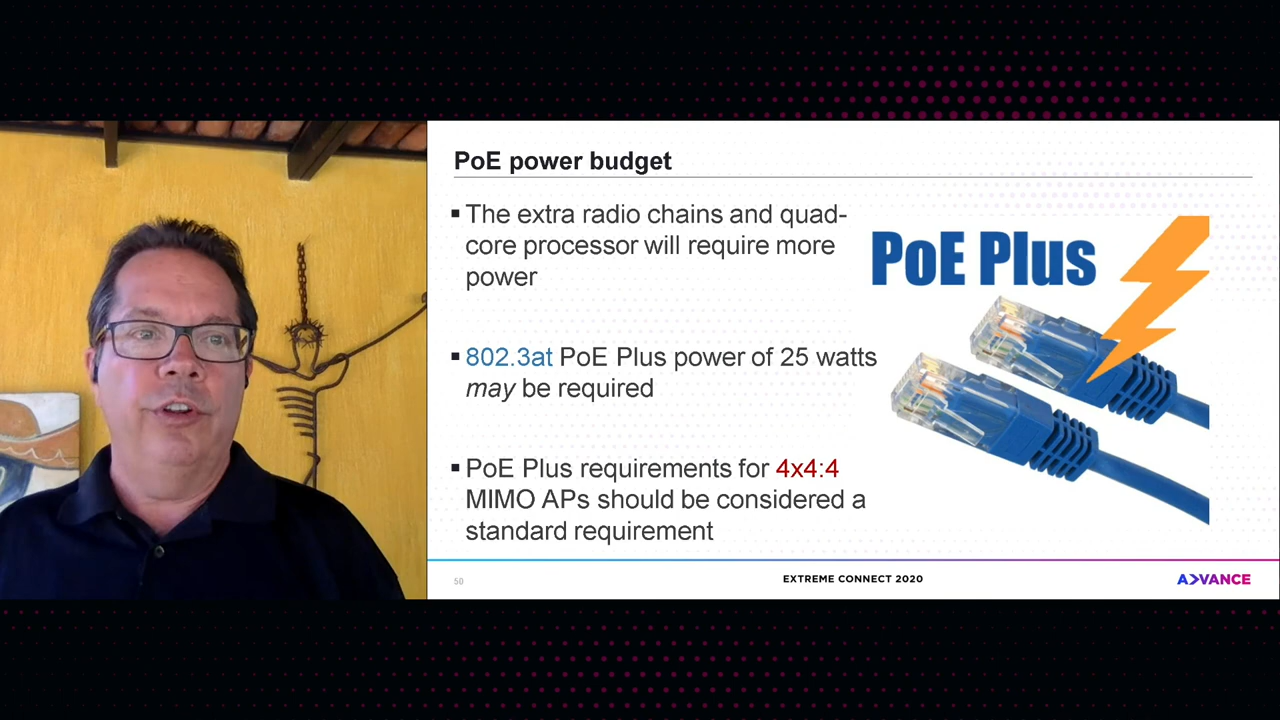 PoE power budget
▪ The extra radio chains and quad-
core processor will require more
power
▪ 802.3at PoE Plus power of 25 watts
may be required
▪ PoE Plus requirements for 4x4:4
MIMO APs should be considered a
standard requirement
PoE Plus
50
EXTREME CONNECT 2020
ADVANCE